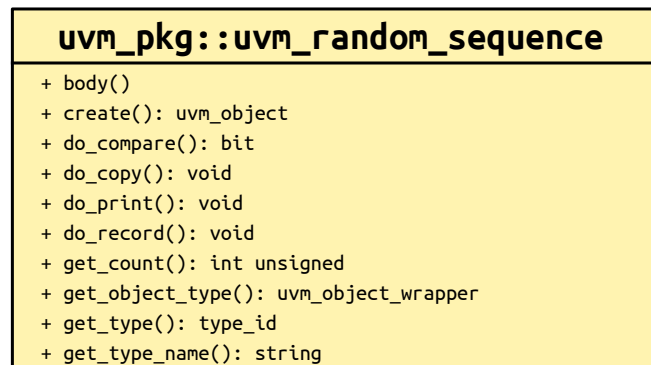 uvm_pkg::uvm_random_sequence
+ body()
+ create(): uvm_object
+ do_compare(): bit
+ do_copy(): void
+ do_print(): void
+ do_record(): void
+ get_count(): int unsigned
+ get_object_type(): uvm_object_wrapper
+ get_type(): type_id
+ get_type_name(): string